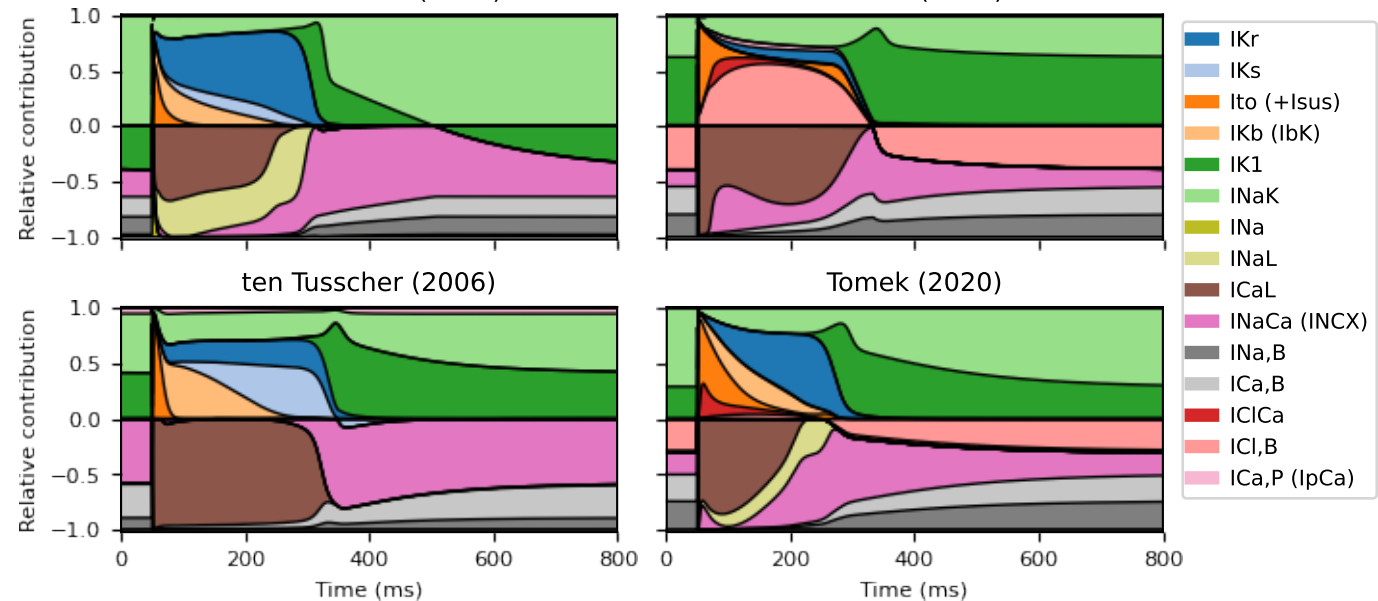 1.0
0.5
0.0
−0.5
−1.0
Relative contribution
ten Tusscher (2006)
Tomek (2020)
1.0
0.5
0.0
−0.5
−1.0
Relative contribution
0 200 400 600 800
0 200 400 600 800
Time (ms)
Time (ms)
IKr
IKs
Ito (+Isus)
IKb (IbK)
IK1
INaK
INa
INaL
ICaL
INaCa (INCX)
INa,B
ICa,B
IClCa
ICl,B
ICa,P (IpCa)